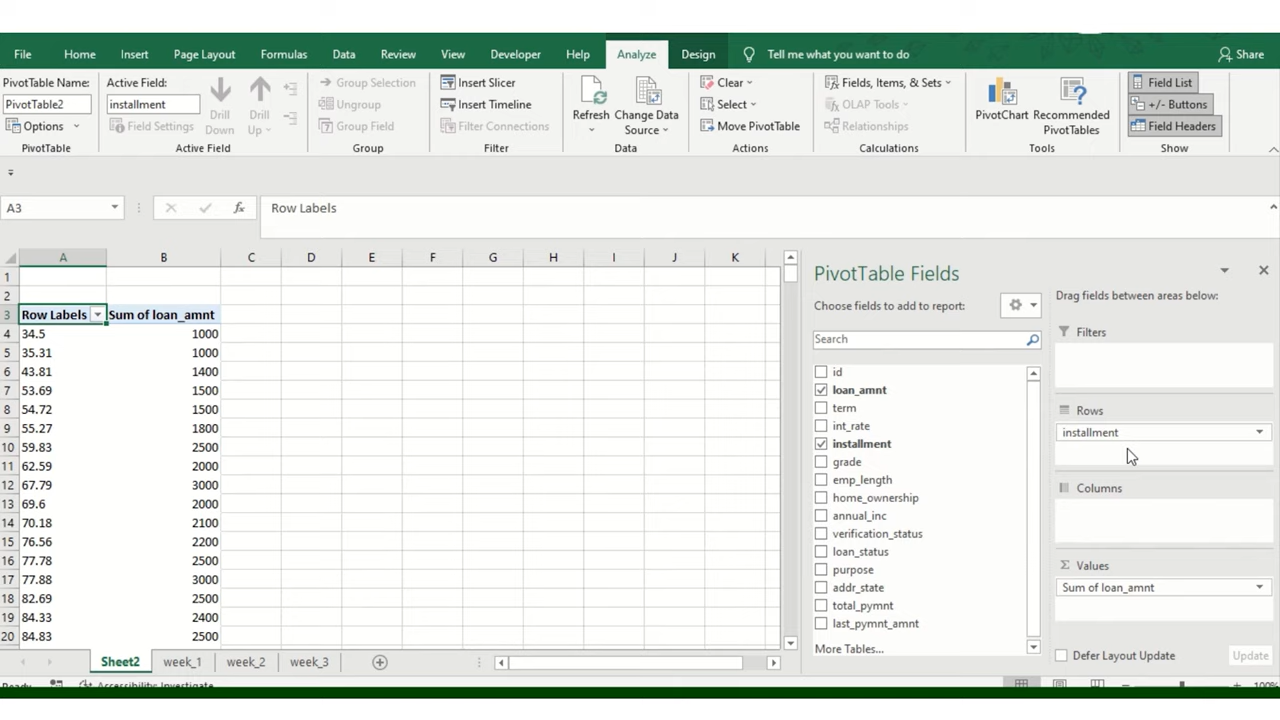 File Home Insert Page Layout Formulas Data Review View Developer Help Analyze Design Tell me what you want to do Share
PivotTable Name: Active Field: Group Selection Insert Slicer Clear Fields, Items, & Sets Field List
PivotTable2 installment Drill Down Drill Up Ungroup Insert Timeline Refresh Change Data Source Select OLAP Tools PivotChart Recommended PivotTables +/- Buttons
Options Field Settings Group Field Filter Connections Move PivotTable Relationships Field Headers
PivotTable Active Field Group Filter Data Actions Calculations Tools Show
A3 fx Row Labels
A B C D E F G H I J K
1
2
3 Row Labels Sum of loan_amnt
4 34.5 1000
5 35.31 1000
6 43.81 1400
7 53.69 1500
8 54.72 1500
9 55.27 1800
10 59.83 2500
11 62.59 2000
12 67.79 3000
13 69.6 2000
14 70.18 2100
15 76.56 2200
16 77.78 2500
17 77.88 3000
18 82.69 2500
19 84.33 2400
20 84.83 2500
PivotTable Fields
Choose fields to add to report:
Search
id
loan_amnt
term
int_rate
installment
grade
emp_length
home_ownership
annual_inc
verification_status
loan_status
purpose
addr_state
total_pymnt
last_pymnt_amnt
More Tables...
Drag fields between areas below:
Filters
Rows
installment
Columns
Σ Values
Sum of loan_amnt
Defer Layout Update Update
Sheet2 week_1 week_2 week_3
Ready Accessibility: Investigate 100%